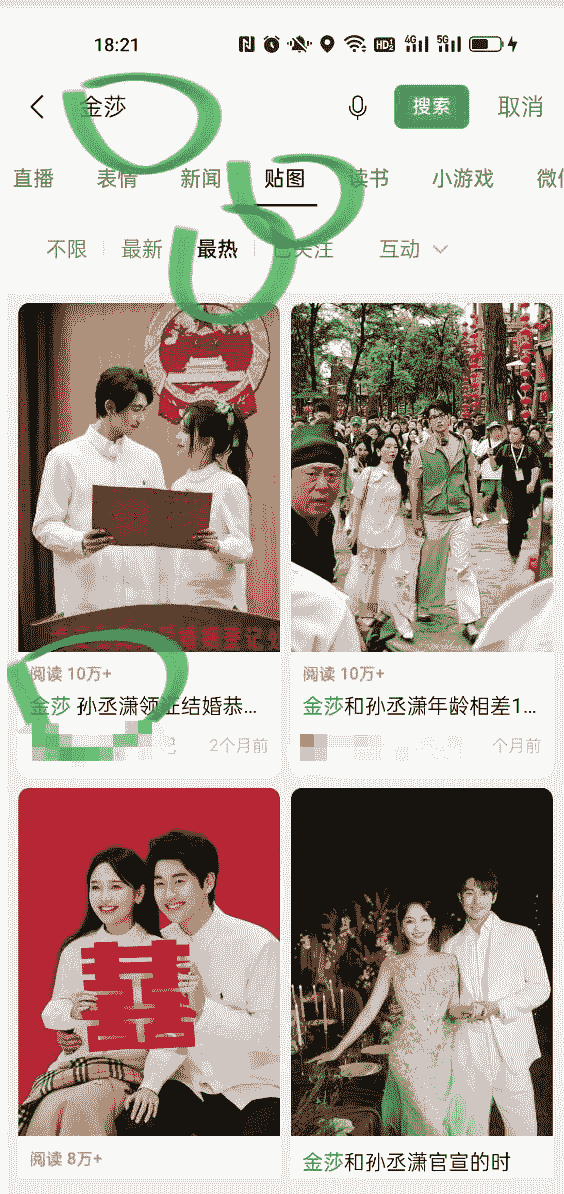 18:21
4G 5G
金莎
搜索 取消
直播 表情 新闻 贴图 读书 小游戏
不限 最新 最热 已关注 互动
阅读 10万+
金莎 孙丞潇领证结婚恭...
2个月前
阅读 10万+
金莎和孙丞潇年龄相差1...
个月前
囍
阅读 8万+
金莎和孙丞潇官宣的时